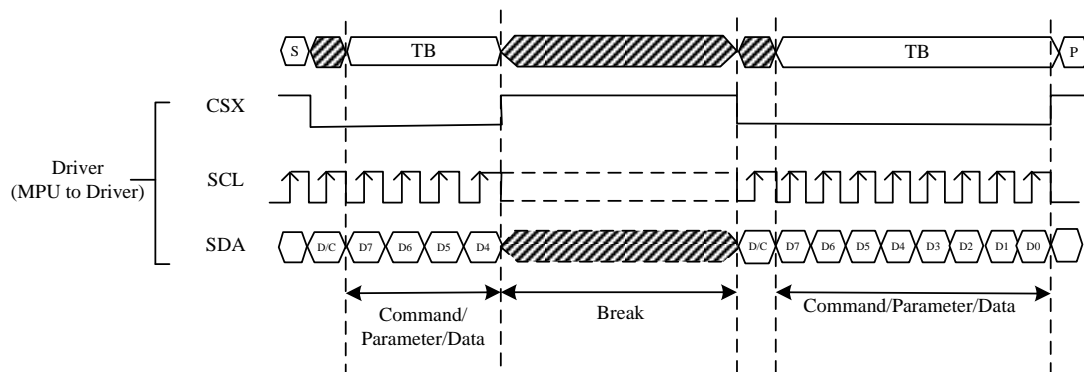 S TB TB P
CSX
Driver
(MPU to Driver)
SCL
SDA D/C D7 D6 D5 D4 D/C D7 D6 D5 D4 D3 D2 D1 D0
Command/
Parameter/Data
Break
Command/Parameter/Data